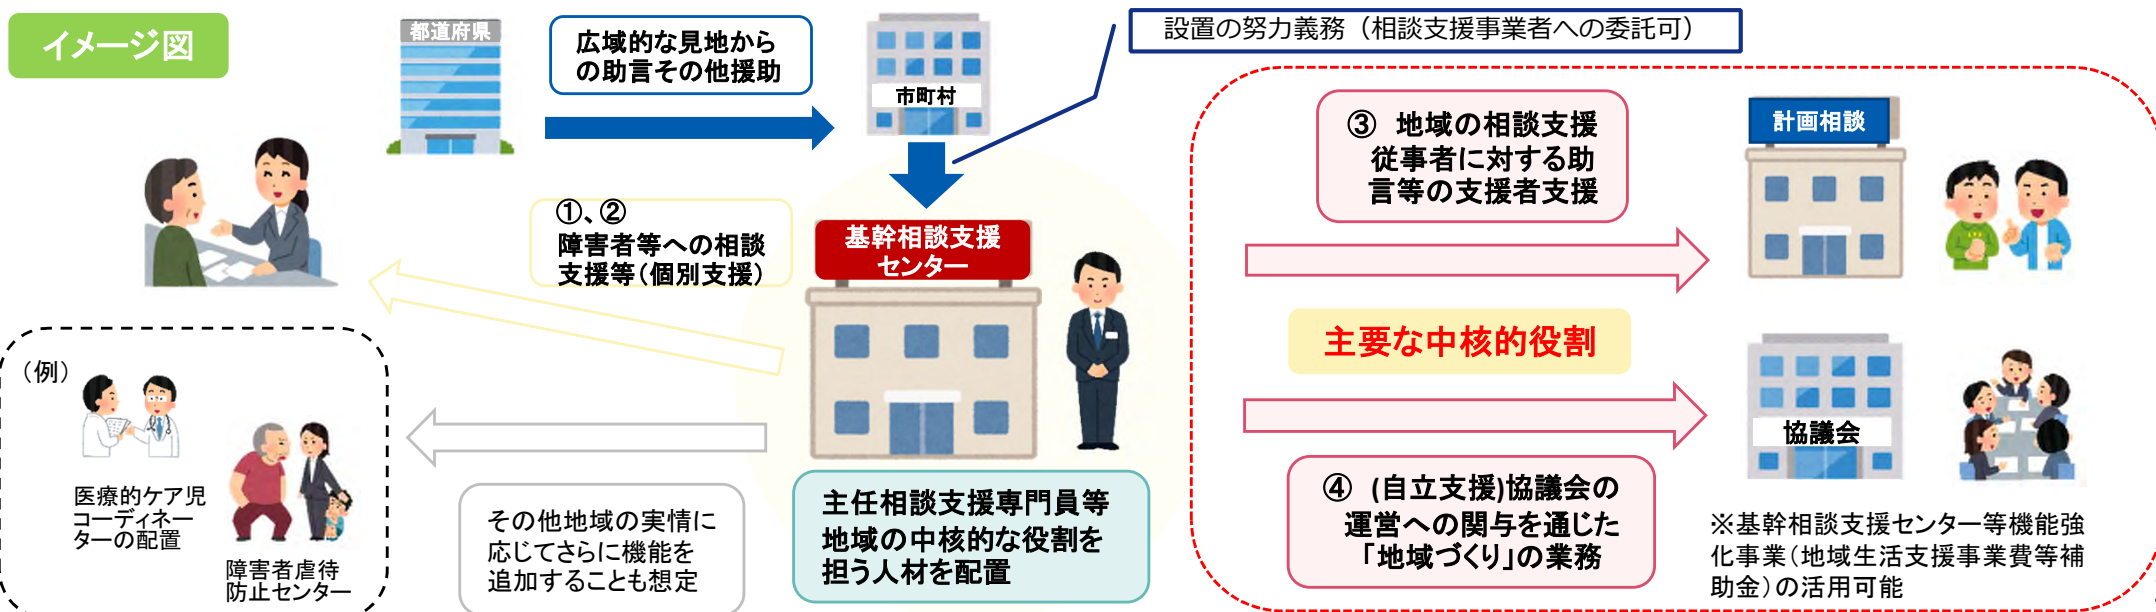 イメージ図
都道府県
広域的な見地から
の助言その他援助
市町村
設置の努力義務（相談支援事業者への委託可）
①、②
障害者等への相談
支援等（個別支援）
基幹相談支援
センター
③ 地域の相談支援
従事者に対する助
言等の支援者支援
計画相談
主要な中核的役割
協議会
④ (自立支援)協議会の
運営への関与を通じた
「地域づくり」の業務
※基幹相談支援センター等機能強
化事業（地域生活支援事業費等補
助金）の活用可能
主任相談支援専門員等
地域の中核的な役割を
担う人材を配置
その他地域の実情に
応じてさらに機能を
追加することも想定
（例）
医療的ケア児
コーディネー
ターの配置
障害者虐待
防止センター